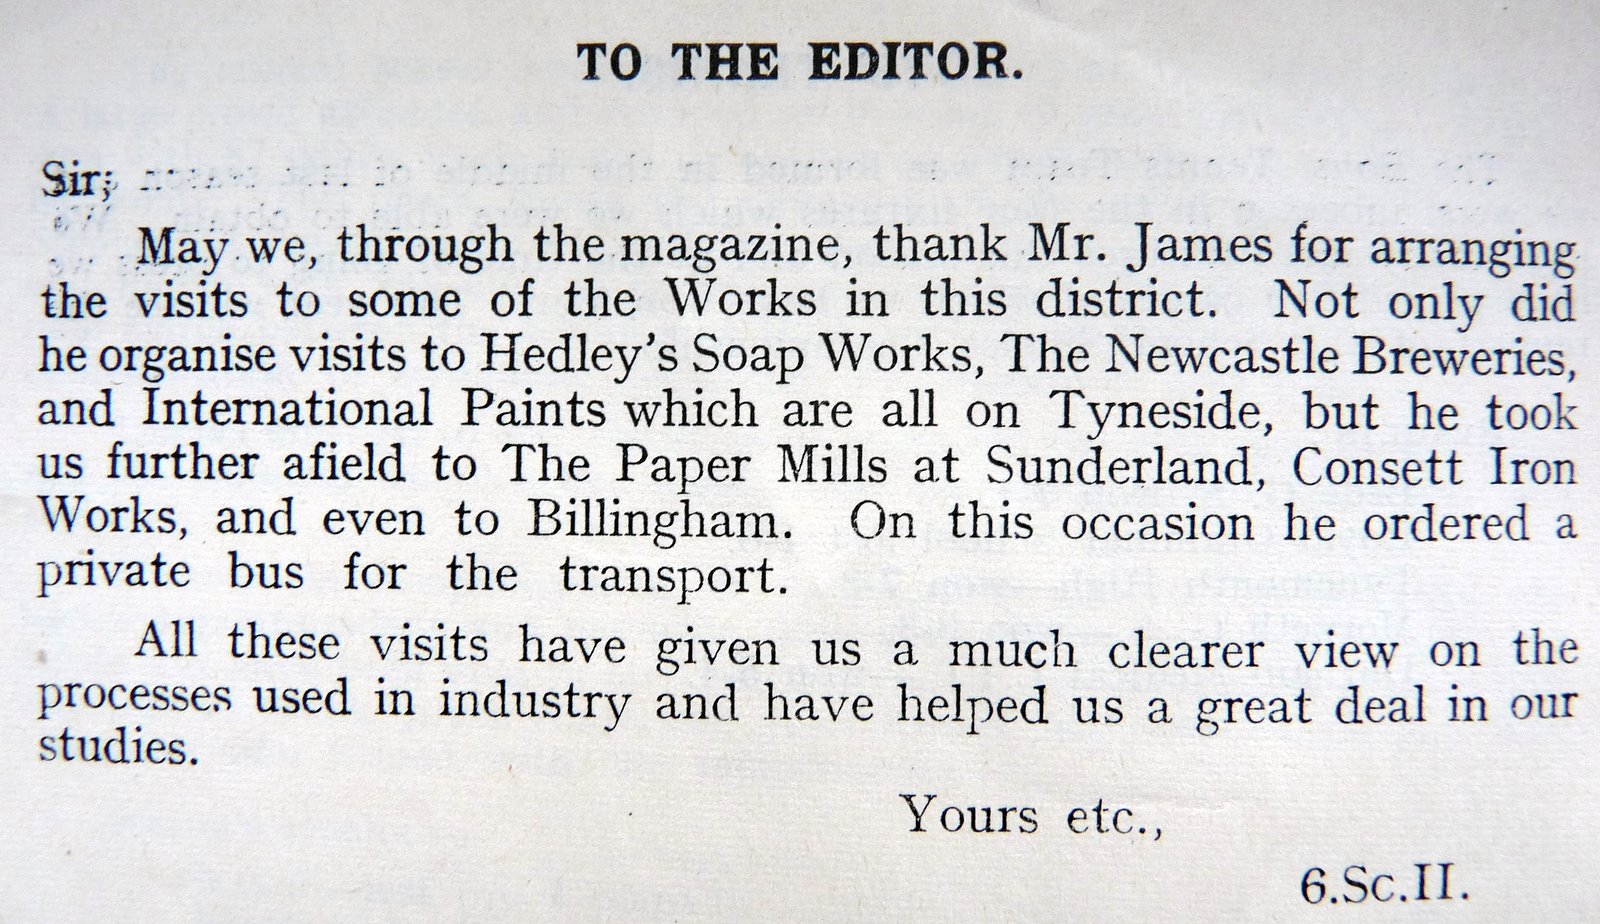 TO THE EDITOR.
Sir;
May we, through the magazine, thank Mr. James for arranging
the visits to some of the Works in this district. Not only did
he organise visits to Hedley's Soap Works, The Newcastle Breweries,
and International Paints which are all on Tyneside, but he took
us further afield to The Paper Mills at Sunderland, Consett Iron
Works, and even to Billingham. On this occasion he ordered a
private bus for the transport.
All these visits have given us a much clearer view on the
processes used in industry and have helped us a great deal in our
studies.
Yours etc.,
6.Sc.II.